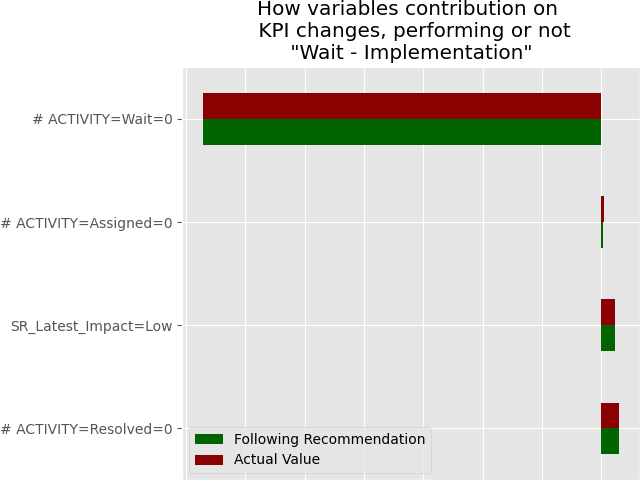 How variables contribution on
KPI changes, performing or not
"Wait - Implementation"
# ACTIVITY=Wait=0
# ACTIVITY=Assigned=0
SR_Latest_Impact=Low
# ACTIVITY=Resolved=0
Following Recommendation
Actual Value